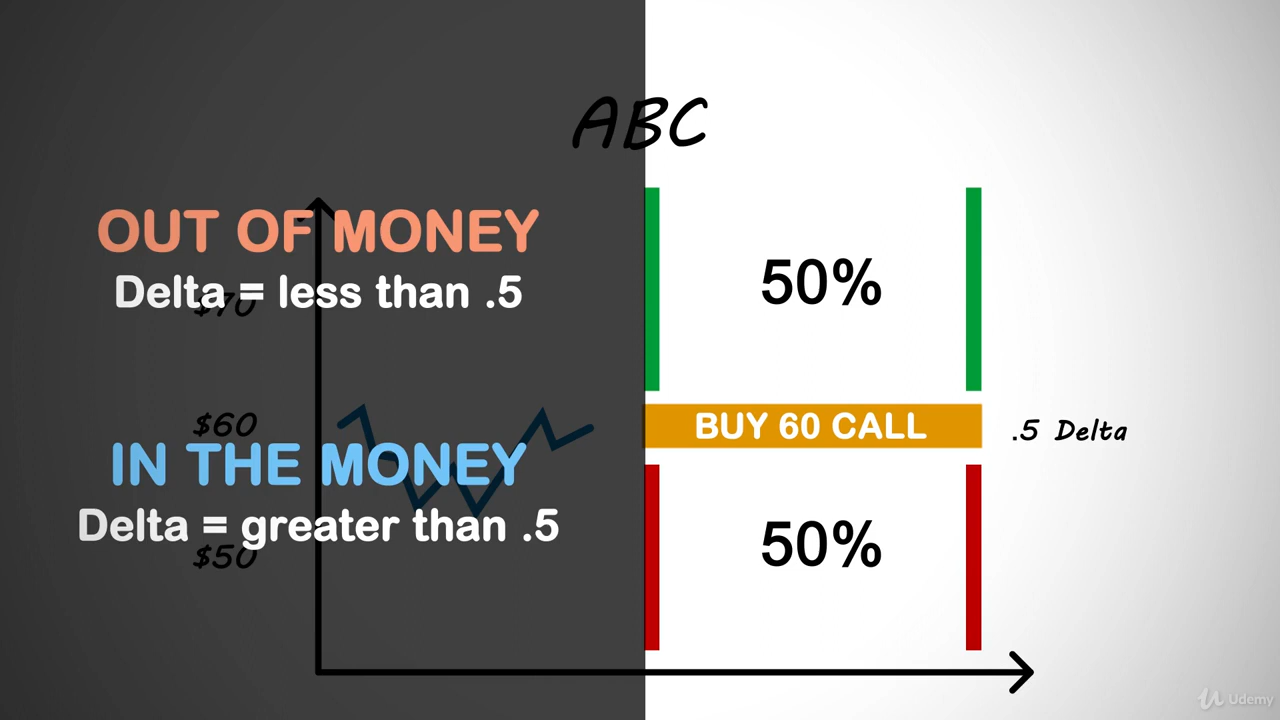 ABC
OUT OF MONEY
Delta = less than .5
$70
50%
$60
BUY 60 CALL
.5 Delta
IN THE MONEY
Delta = greater than .5
$50
50%
Udemy